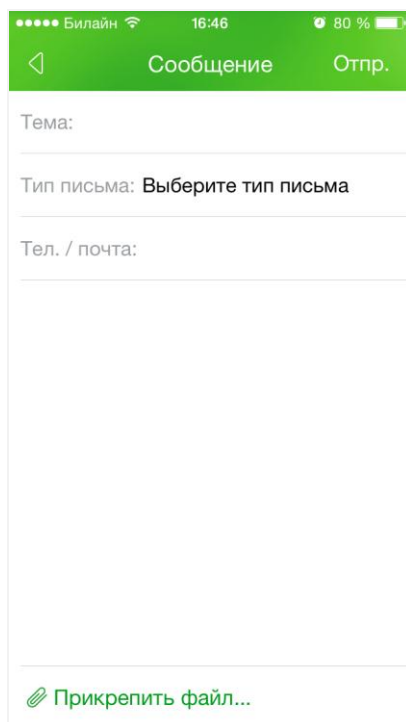 Билайн 16:46 80 %
Сообщение Отпр.
Тема:
Тип письма: Выберите тип письма
Тел. / почта:
Прикрепить файл...